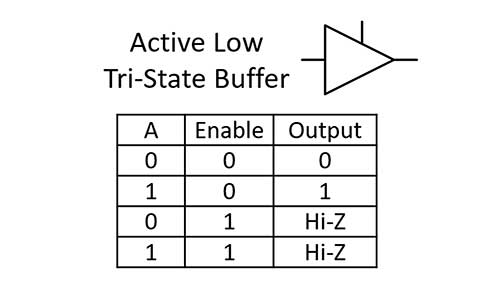 Active Low
Tri-State Buffer
A Enable Output
0 0 0
1 0 1
0 1 Hi-Z
1 1 Hi-Z